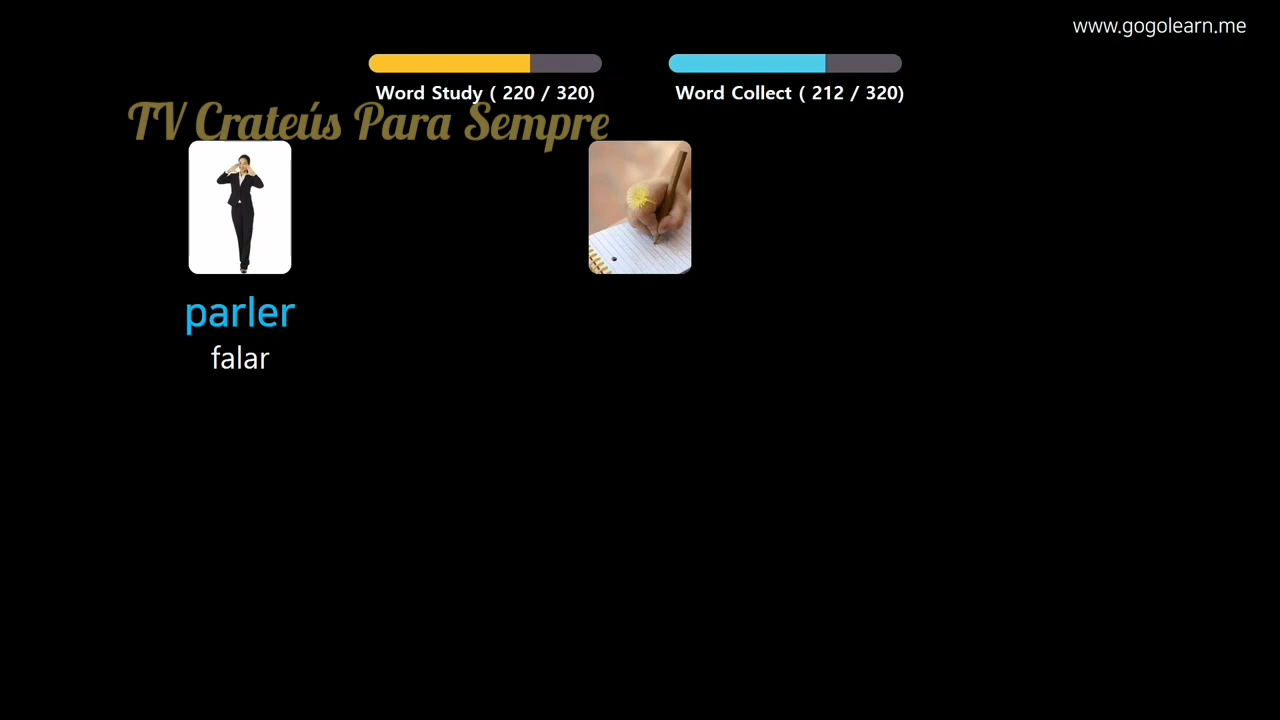 www.gogolearn.me
Word Study ( 220 / 320)
Word Collect ( 212 / 320)
TV Crateús Para Sempre
parler
falar